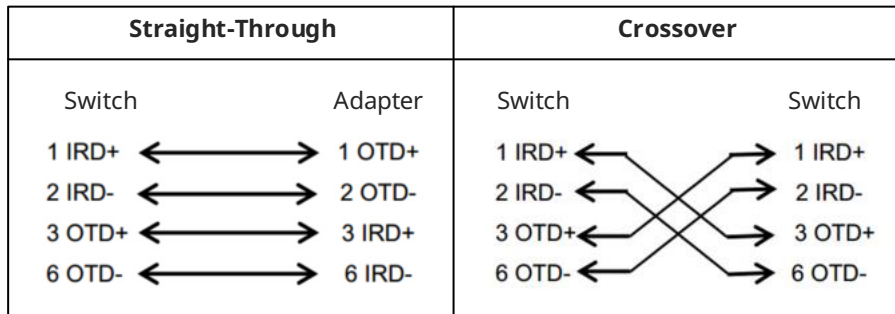 Straight-Through
Crossover
Switch Adapter
1 IRD+ 1 OTD+
2 IRD- 2 OTD-
3 OTD+ 3 IRD+
6 OTD- 6 IRD-
Switch Switch
1 IRD+ 1 IRD+
2 IRD- 2 IRD-
3 OTD+ 3 OTD+
6 OTD- 6 OTD-